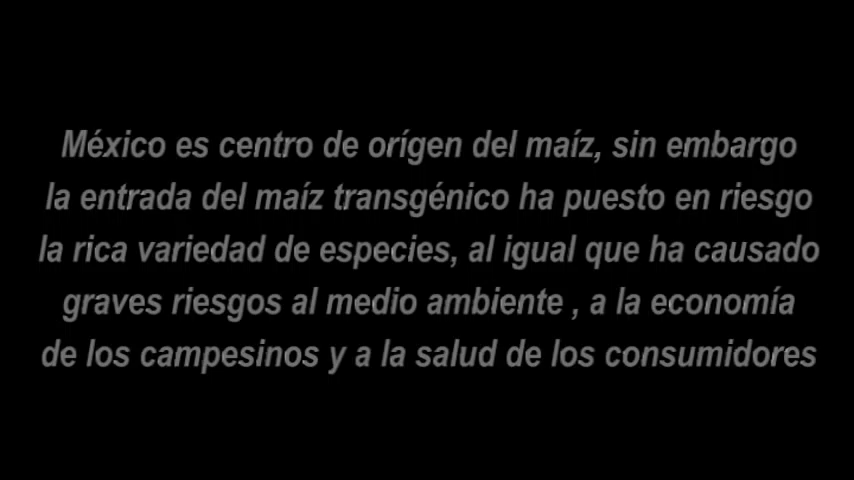 México es centro de orígen del maíz, sin embargo
la entrada del maíz transgénico ha puesto en riesgo
la rica variedad de especies, al igual que ha causado
graves riesgos al medio ambiente , a la economía
de los campesinos y a la salud de los consumidores